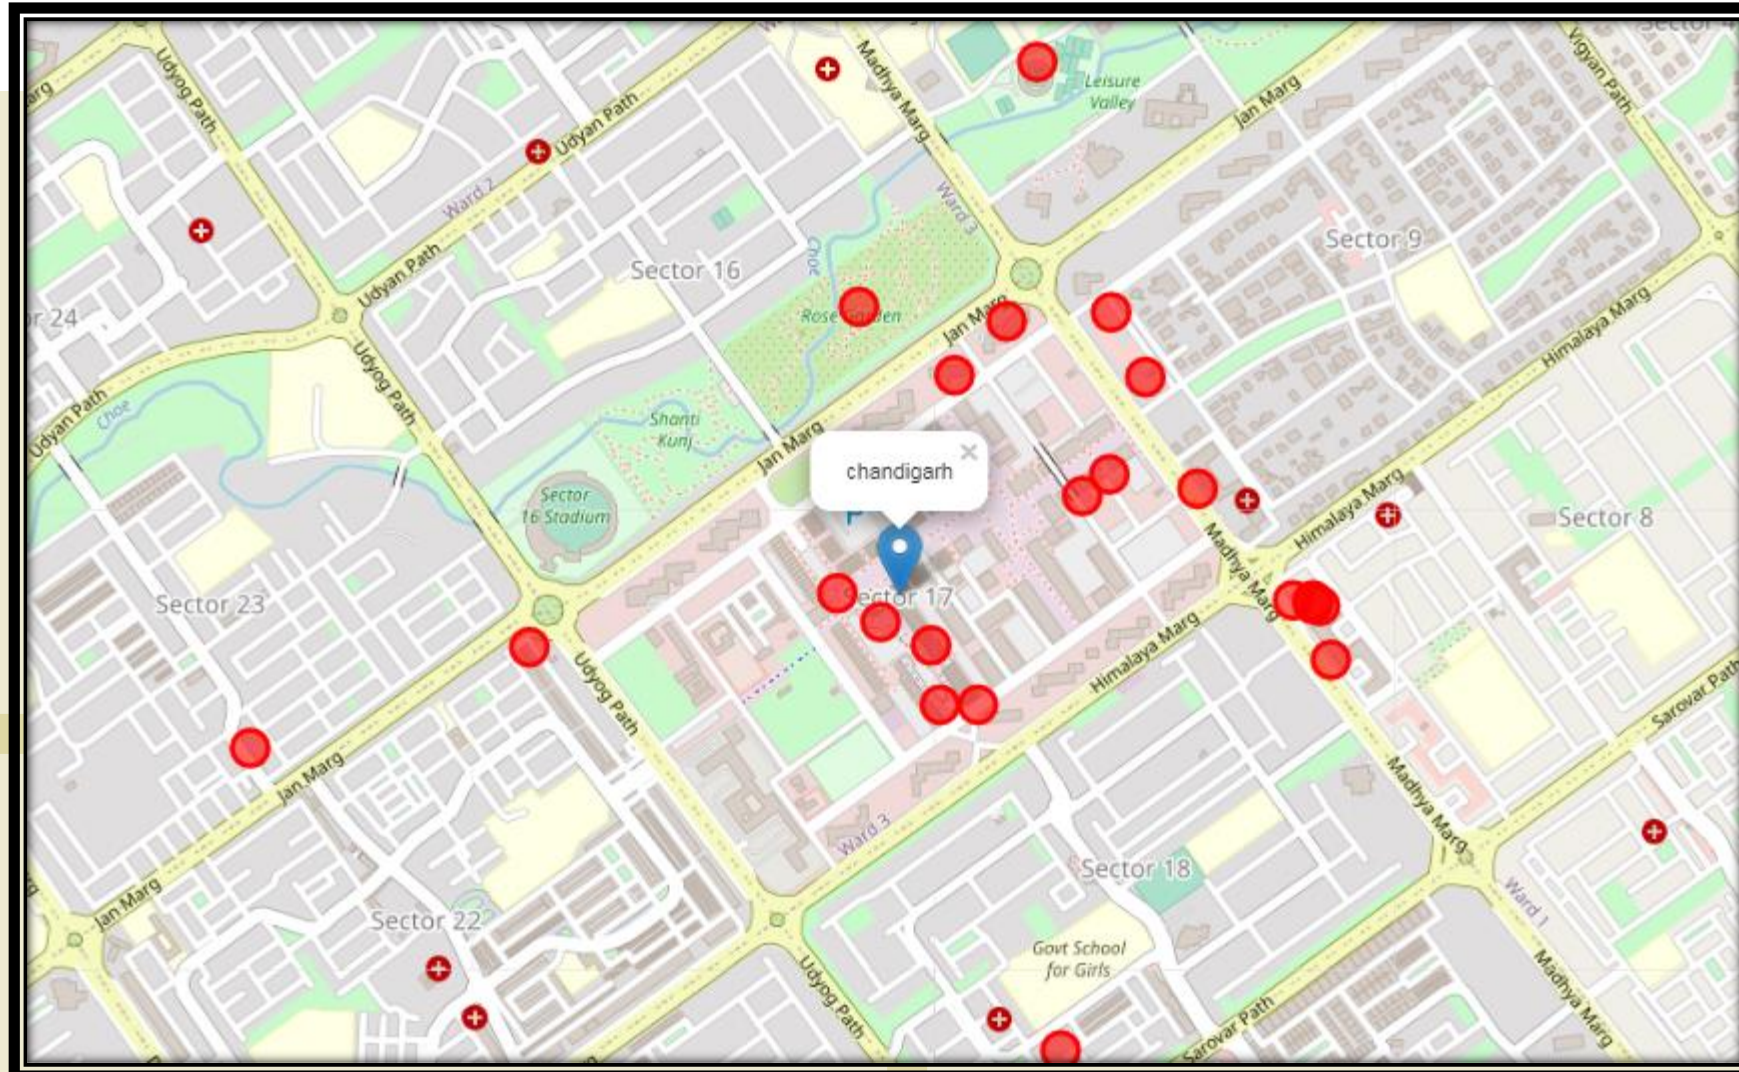 Udyog Path
Madhya Marg
Leisure
Valley
Jan Marg
Vigyan Path
Udyan Path
Ward 2
Ward 3
Sector 16
Choe
Sector 9
Rose Garden
Jan Marg
Udyan Path
Himalaya Marg
Udyog Path
Udyan Path
Choe
Shanti
Kunj
Jan Marg
chandigarh
×
P
Sector
16 Stadium
Himalaya Marg
Sector 8
Madhya Marg
Sector 23
Sector 17
Himalaya Marg
Udyog Path
Sarovar Path
Jan Marg
Madhya Marg
Ward 3
Sector 18
Jan Marg
Sector 22
Ward 1
Govt School
for Girls
Udyog Path
Sarovar Path
Madhya Marg